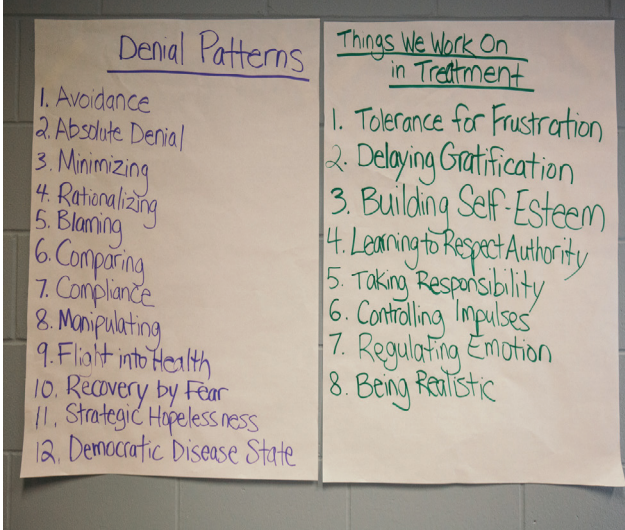 Denial Patterns
1. Avoidance
2. Absolute Denial
3. Minimizing
4. Rationalizing
5. Blaming
6. Comparing
7. Compliance
8. Manipulating
9. Flight into Health
10. Recovery by Fear
11. Strategic Hopelessness
12. Democratic Disease State
Things We Work On
in Treatment
1. Tolerance for Frustration
2. Delaying Gratification
3. Building Self-Esteem
4. Learning to Respect Authority
5. Taking Responsibility
6. Controlling Impulses
7. Regulating Emotion
8. Being Realistic